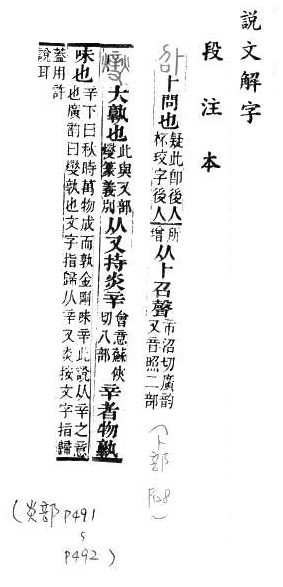 說文解字
段注本
卜問也疑此即後人杯珓字後人所增从卜召聲市沼切廣韵又音照二部(卜部 P128)
大孰也此與又部燮篆義別从又持炎辛會意蘇俠切八部辛者物孰
味也辛下曰秋時萬物成而孰金剛味辛此說从辛之意也廣韵曰燮孰也文字指歸从辛又炎按文字指歸
蓋用許說耳
(炎部 P491
~
P492)